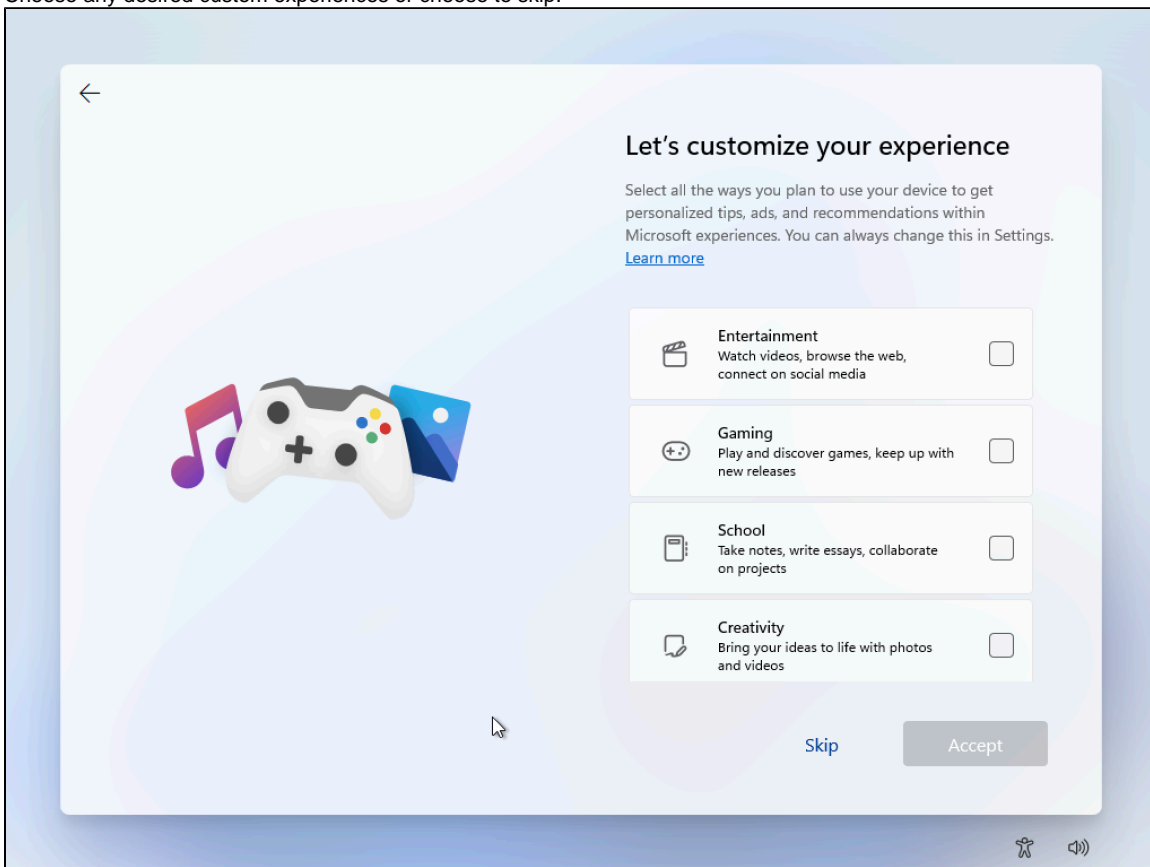 Choose any desired custom experiences or choose to skip.
Let's customize your experience
Select all the ways you plan to use your device to get
personalized tips, ads, and recommendations within
Microsoft experiences. You can always change this in Settings.
Learn more
Entertainment
Watch videos, browse the web,
connect on social media
Gaming
Play and discover games, keep up with
new releases
School
Take notes, write essays, collaborate
on projects
Creativity
Bring your ideas to life with photos
and videos
Skip
Accept